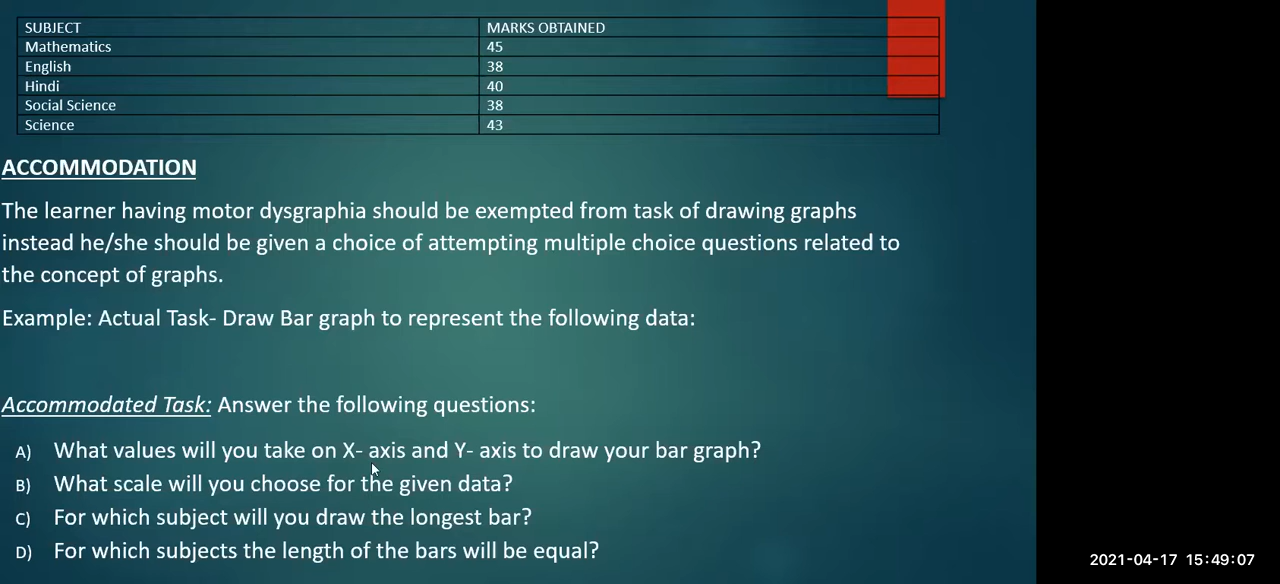 SUBJECT MARKS OBTAINED
Mathematics 45
English 38
Hindi 40
Social Science 38
Science 43
ACCOMMODATION
The learner having motor dysgraphia should be exempted from task of drawing graphs
instead he/she should be given a choice of attempting multiple choice questions related to
the concept of graphs.
Example: Actual Task- Draw Bar graph to represent the following data:
Accommodated Task: Answer the following questions:
A) What values will you take on X- axis and Y- axis to draw your bar graph?
B) What scale will you choose for the given data?
C) For which subject will you draw the longest bar?
D) For which subjects the length of the bars will be equal?
2021-04-17 15:49:07